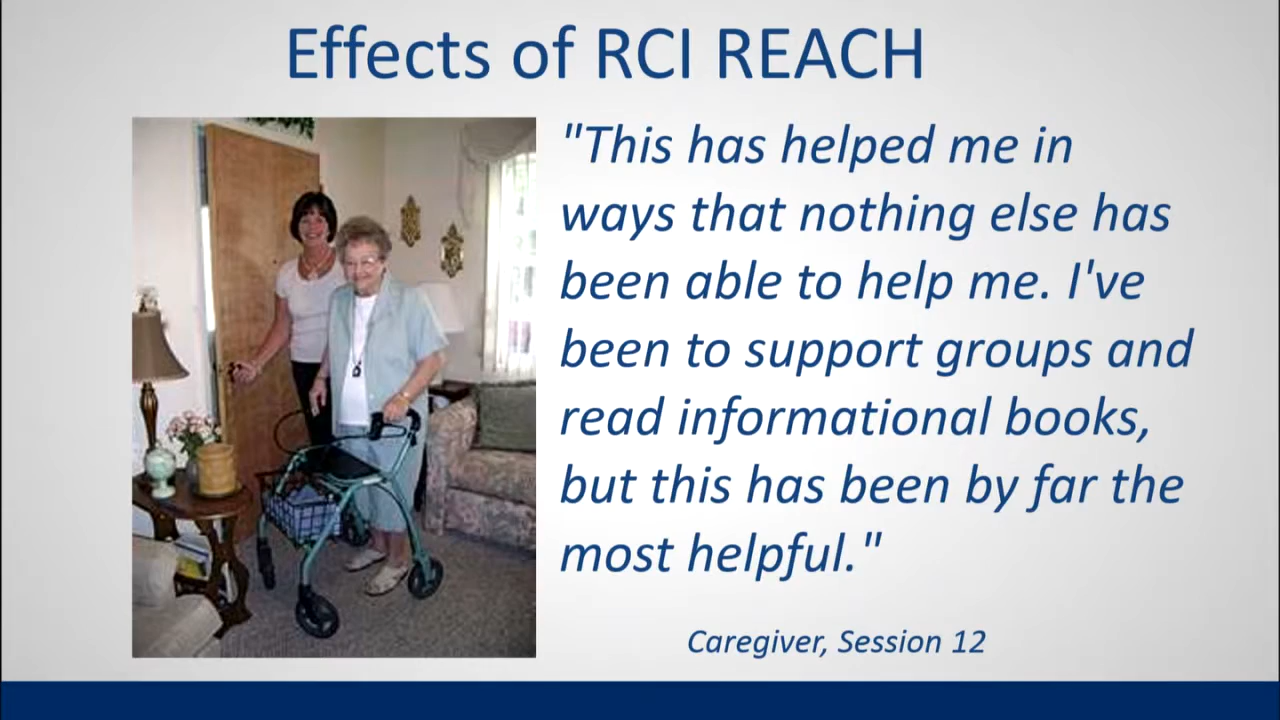 Effects of RCI REACH
"This has helped me in
ways that nothing else has
been able to help me. I've
been to support groups and
read informational books,
but this has been by far the
most helpful."
Caregiver, Session 12